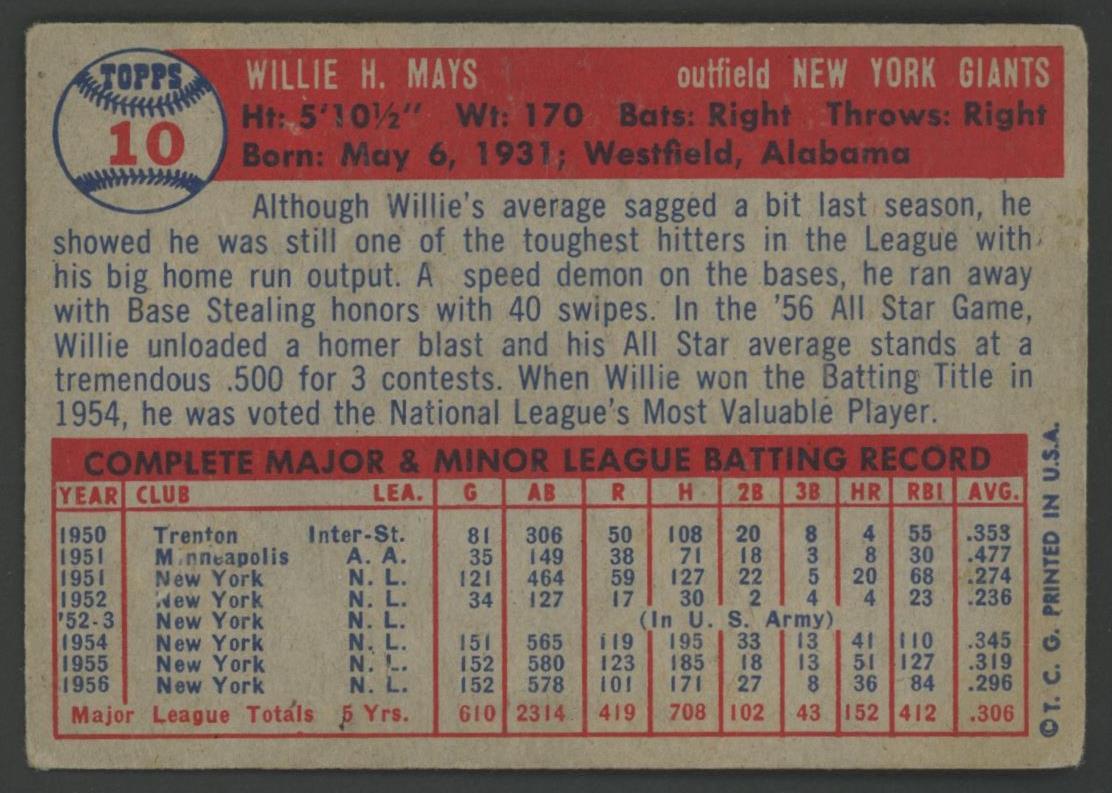 TOPPS
10
WILLIE H. MAYS outfield NEW YORK GIANTS
Ht: 5'10½" Wt: 170 Bats: Right Throws: Right
Born: May 6, 1931; Westfield, Alabama
Although Willie's average sagged a bit last season, he
showed he was still one of the toughest hitters in the League with
his big home run output. A speed demon on the bases, he ran away
with Base Stealing honors with 40 swipes. In the '56 All Star Game,
Willie unloaded a homer blast and his All Star average stands at a
tremendous .500 for 3 contests. When Willie won the Batting Title in
1954, he was voted the National League's Most Valuable Player.
COMPLETE MAJOR & MINOR LEAGUE BATTING RECORD
YEAR CLUB LEA. G AB R H 2B 3B HR RBI AVG.
1950 Trenton Inter-St. 81 306 50 108 20 8 4 55 .353
1951 Minneapolis A. A. 35 149 38 71 18 3 8 30 .477
1951 New York N. L. 121 464 59 127 22 5 20 68 .274
1952 New York N. L. 34 127 17 30 2 4 4 23 .236
'52-3 New York N. L. (In U. S. Army)
1954 New York N. L. 151 565 119 195 33 13 41 110 .345
1955 New York N. L. 152 580 123 185 18 13 51 127 .319
1956 New York N. L. 152 578 101 171 27 8 36 84 .296
Major League Totals 5 Yrs. 610 2314 419 708 102 43 152 412 .306
©T. C. G. PRINTED IN U.S.A.